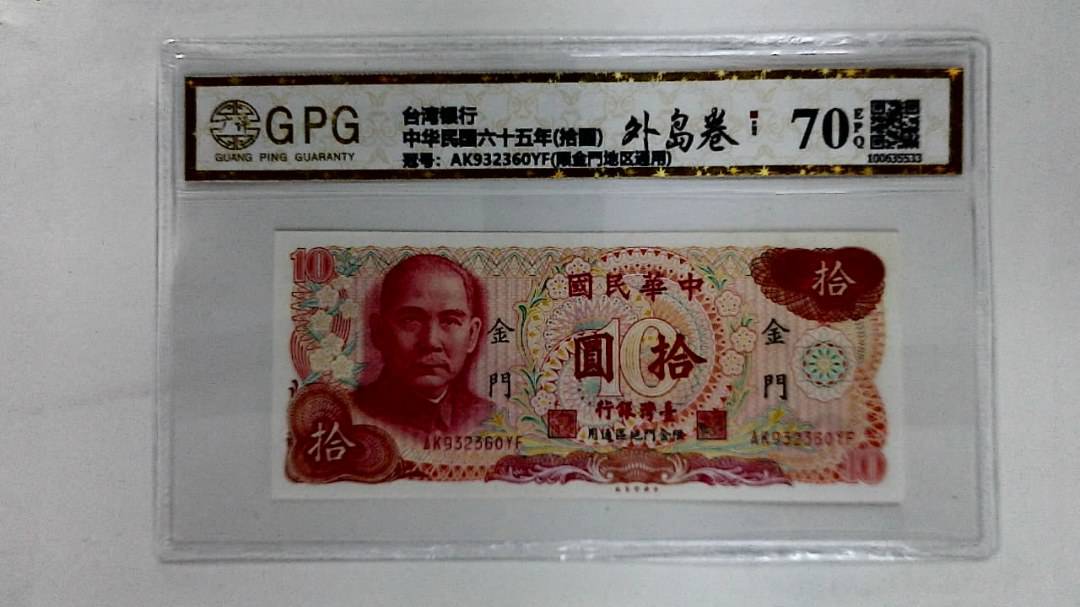 GPG
GUANG PING GUARANTY
台湾银行
中华民国六十五年(拾圆)
冠号：AK932360YF(限金門地区通用)
外岛卷
70
EPQ
100635533
10
國民華中
拾
金門
10
圓拾
金門
行銀灣臺
用通區地門金限
拾
AK932360YF
AK932360YF
10